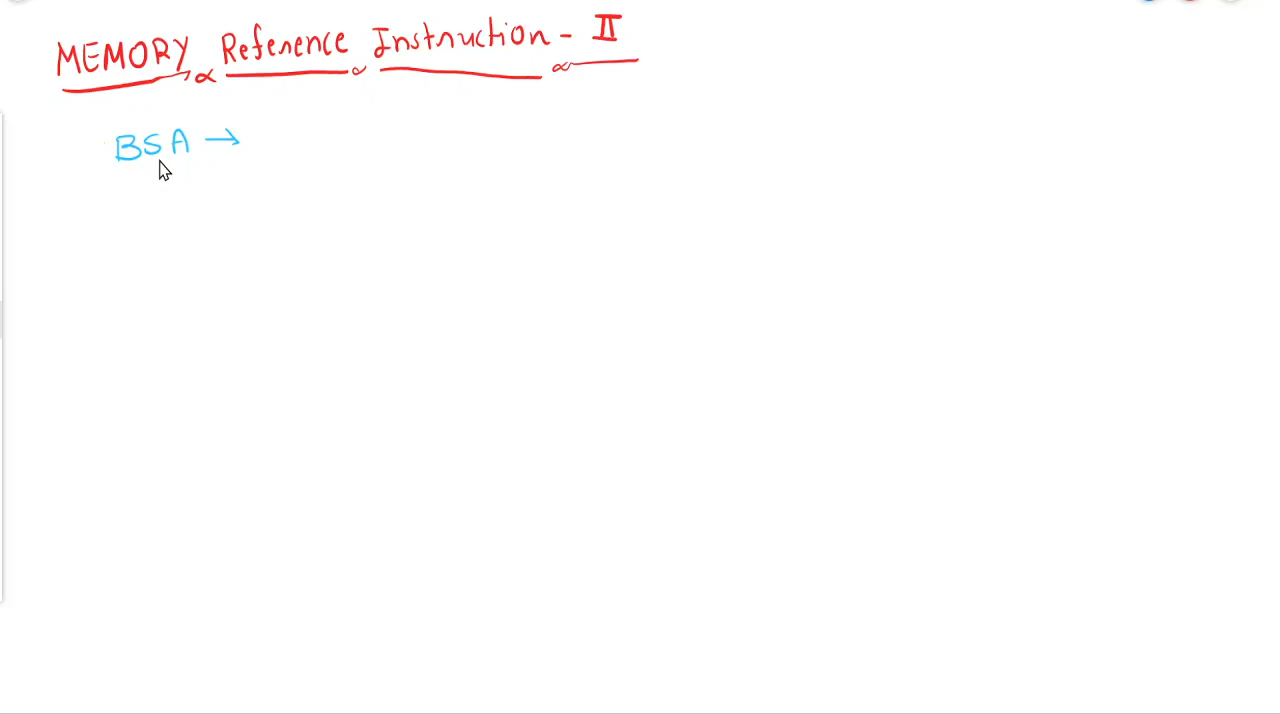 MEMORY Reference Instruction - II
BSA →